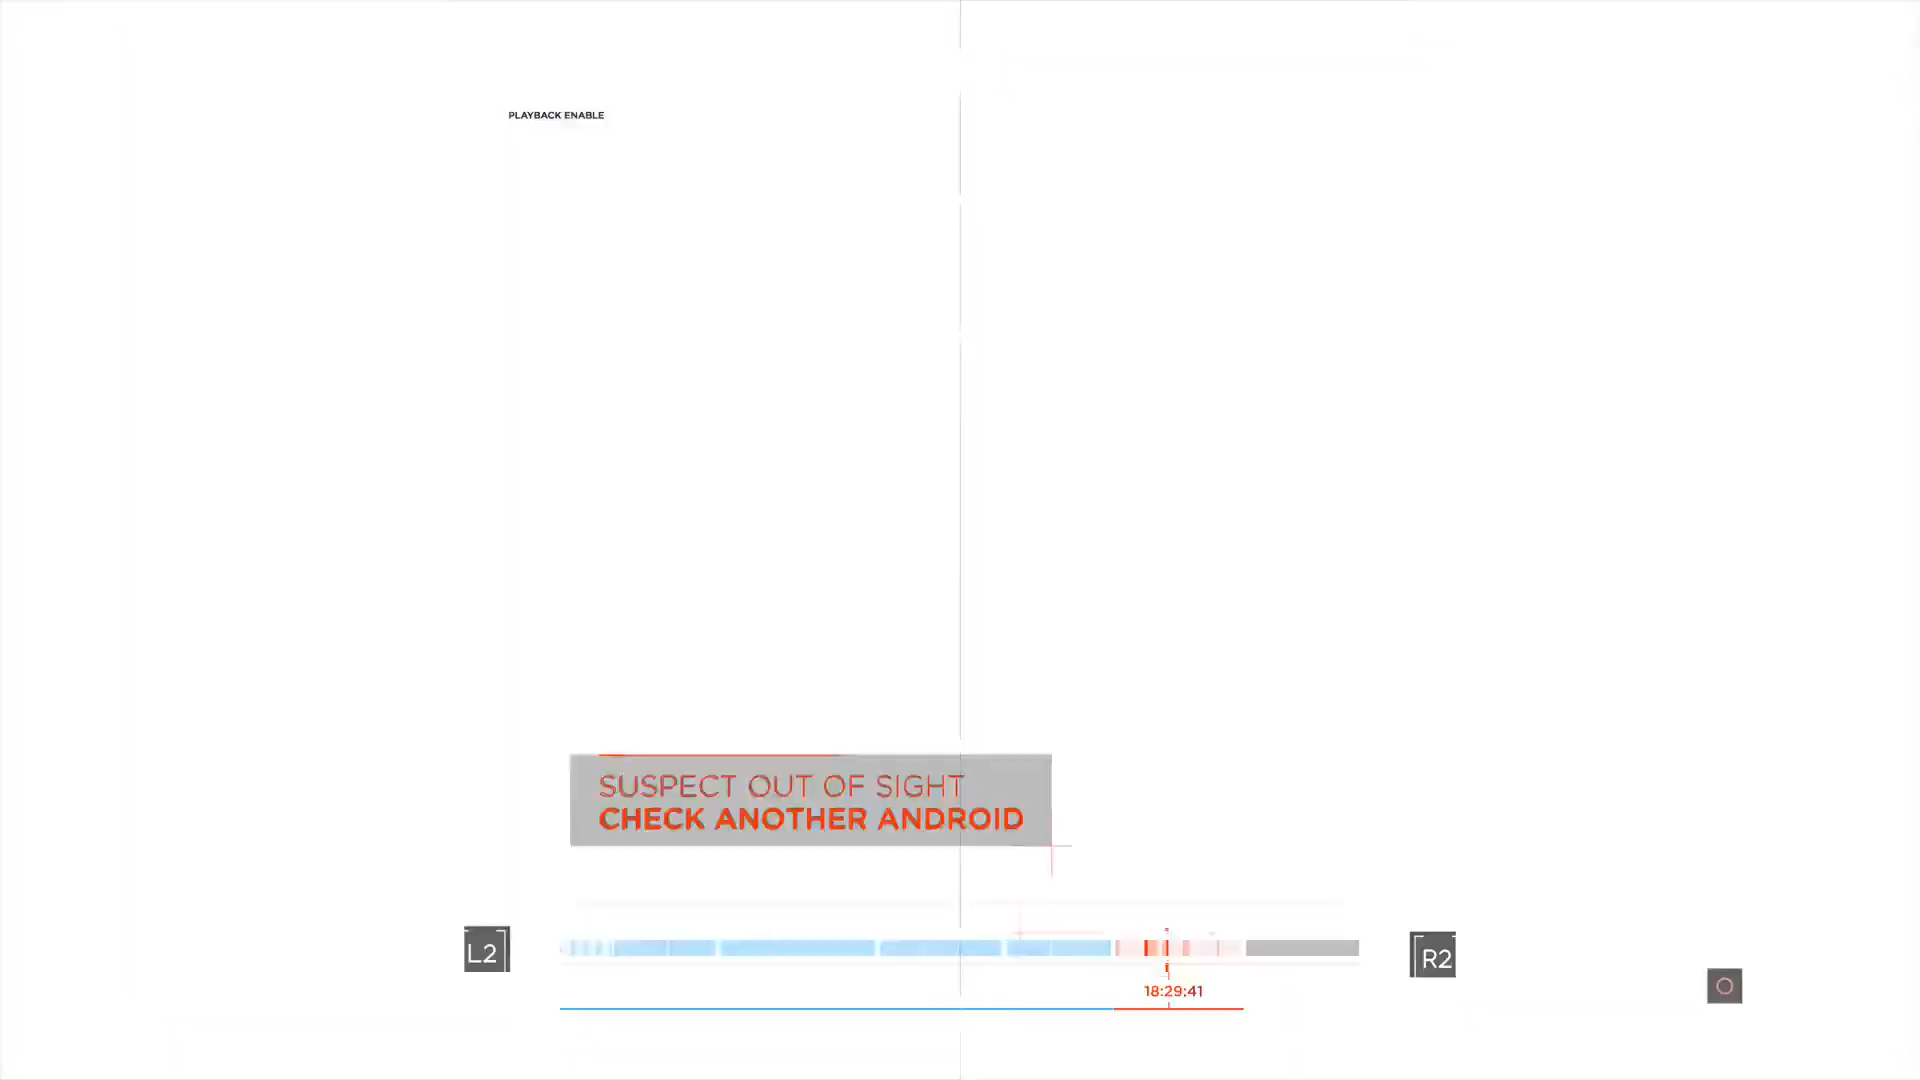 PLAYBACK ENABLE
SUSPECT OUT OF SIGHT
CHECK ANOTHER ANDROID
L2
R2
18:29:41